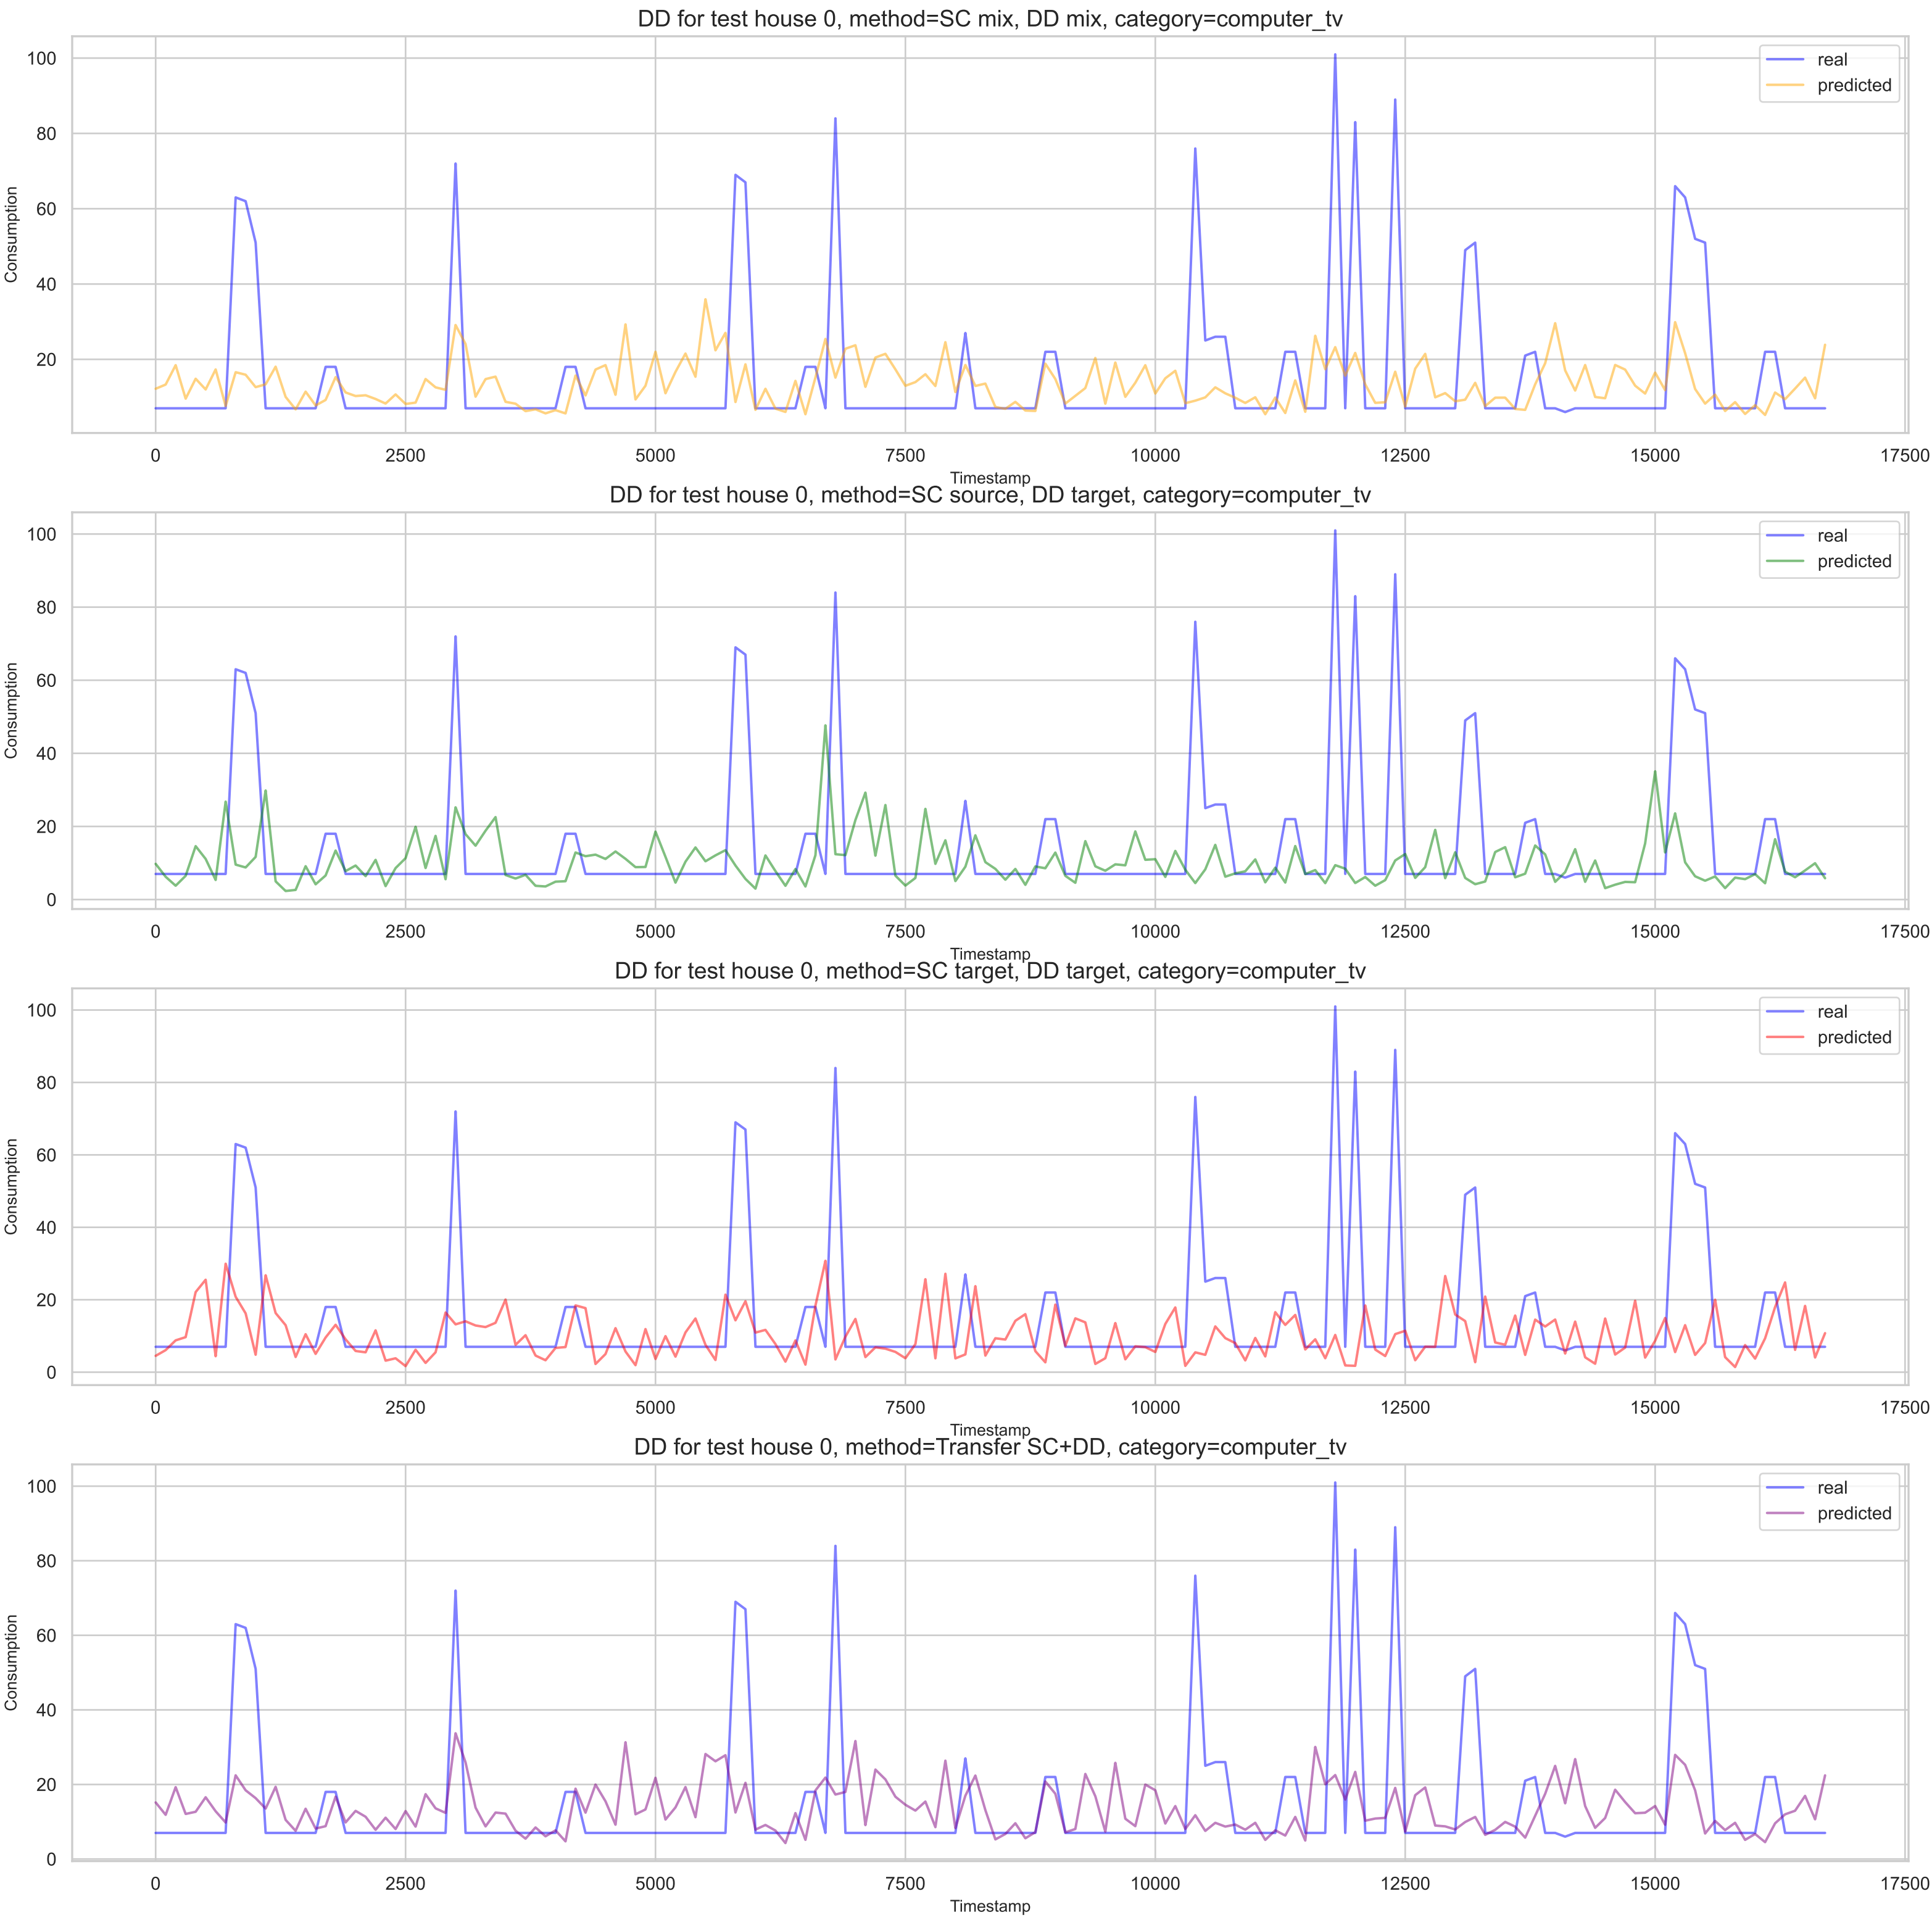 DD for test house 0, method=SC mix, DD mix, category=computer_tv
real
predicted
Consumption
100
80
60
40
20
0 2500 5000 7500 10000 12500 15000 17500
Timestamp
DD for test house 0, method=SC source, DD target, category=computer_tv
real
predicted
Consumption
100
80
60
40
20
0
0 2500 5000 7500 10000 12500 15000 17500
Timestamp
DD for test house 0, method=SC target, DD target, category=computer_tv
real
predicted
Consumption
100
80
60
40
20
0
0 2500 5000 7500 10000 12500 15000 17500
Timestamp
DD for test house 0, method=Transfer SC+DD, category=computer_tv
real
predicted
Consumption
100
80
60
40
20
0
0 2500 5000 7500 10000 12500 15000 17500
Timestamp